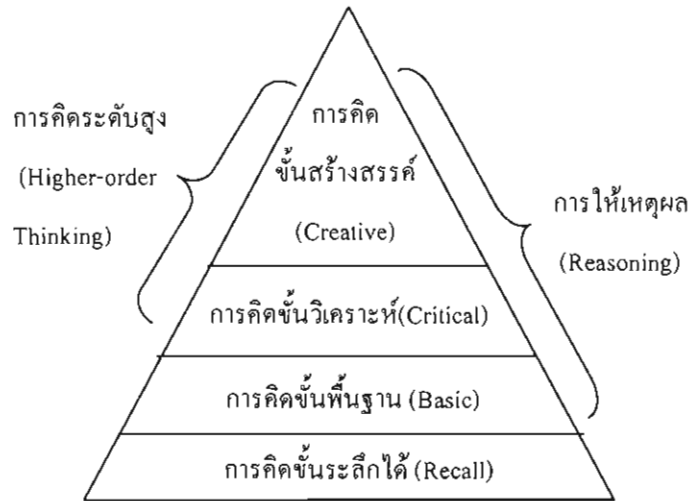 การคิดระดับสูง
(Higher-order
Thinking)
การคิด
ขั้นสร้างสรรค์
(Creative)
การให้เหตุผล
(Reasoning)
การคิดขั้นวิเคราะห์(Critical)
การคิดขั้นพื้นฐาน (Basic)
การคิดขั้นระลึกได้ (Recall)